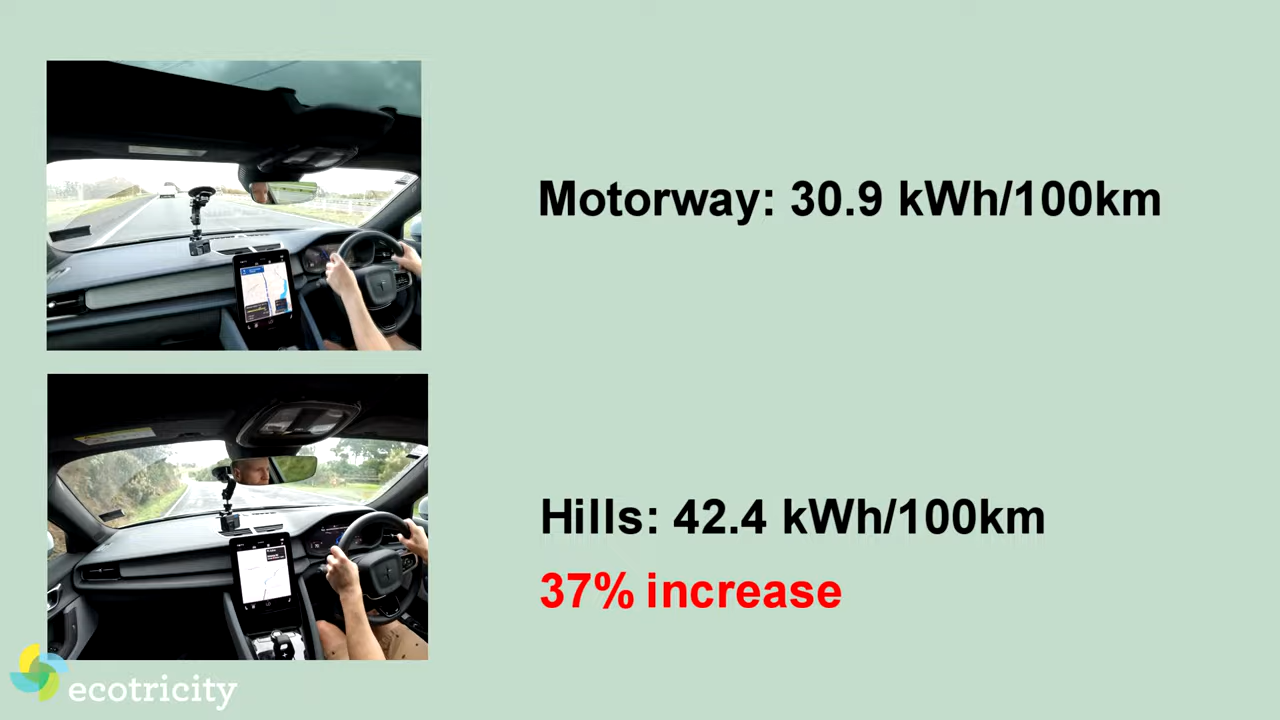 Motorway: 30.9 kWh/100km
Hills: 42.4 kWh/100km
37% increase
ecotricity